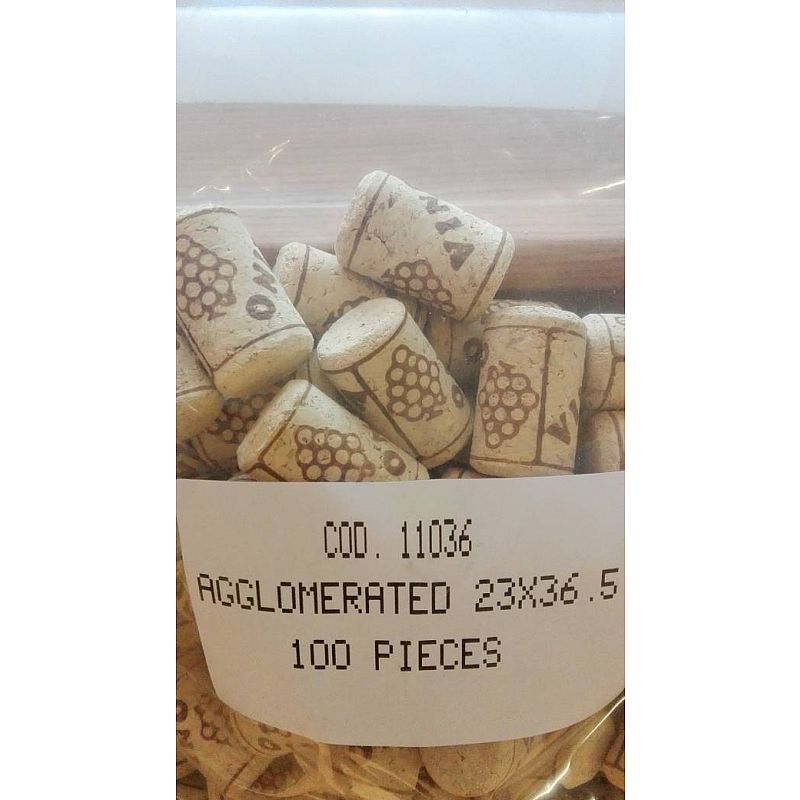 COD. 11036
AGGLOMERATED 23X36.5
100 PIECES